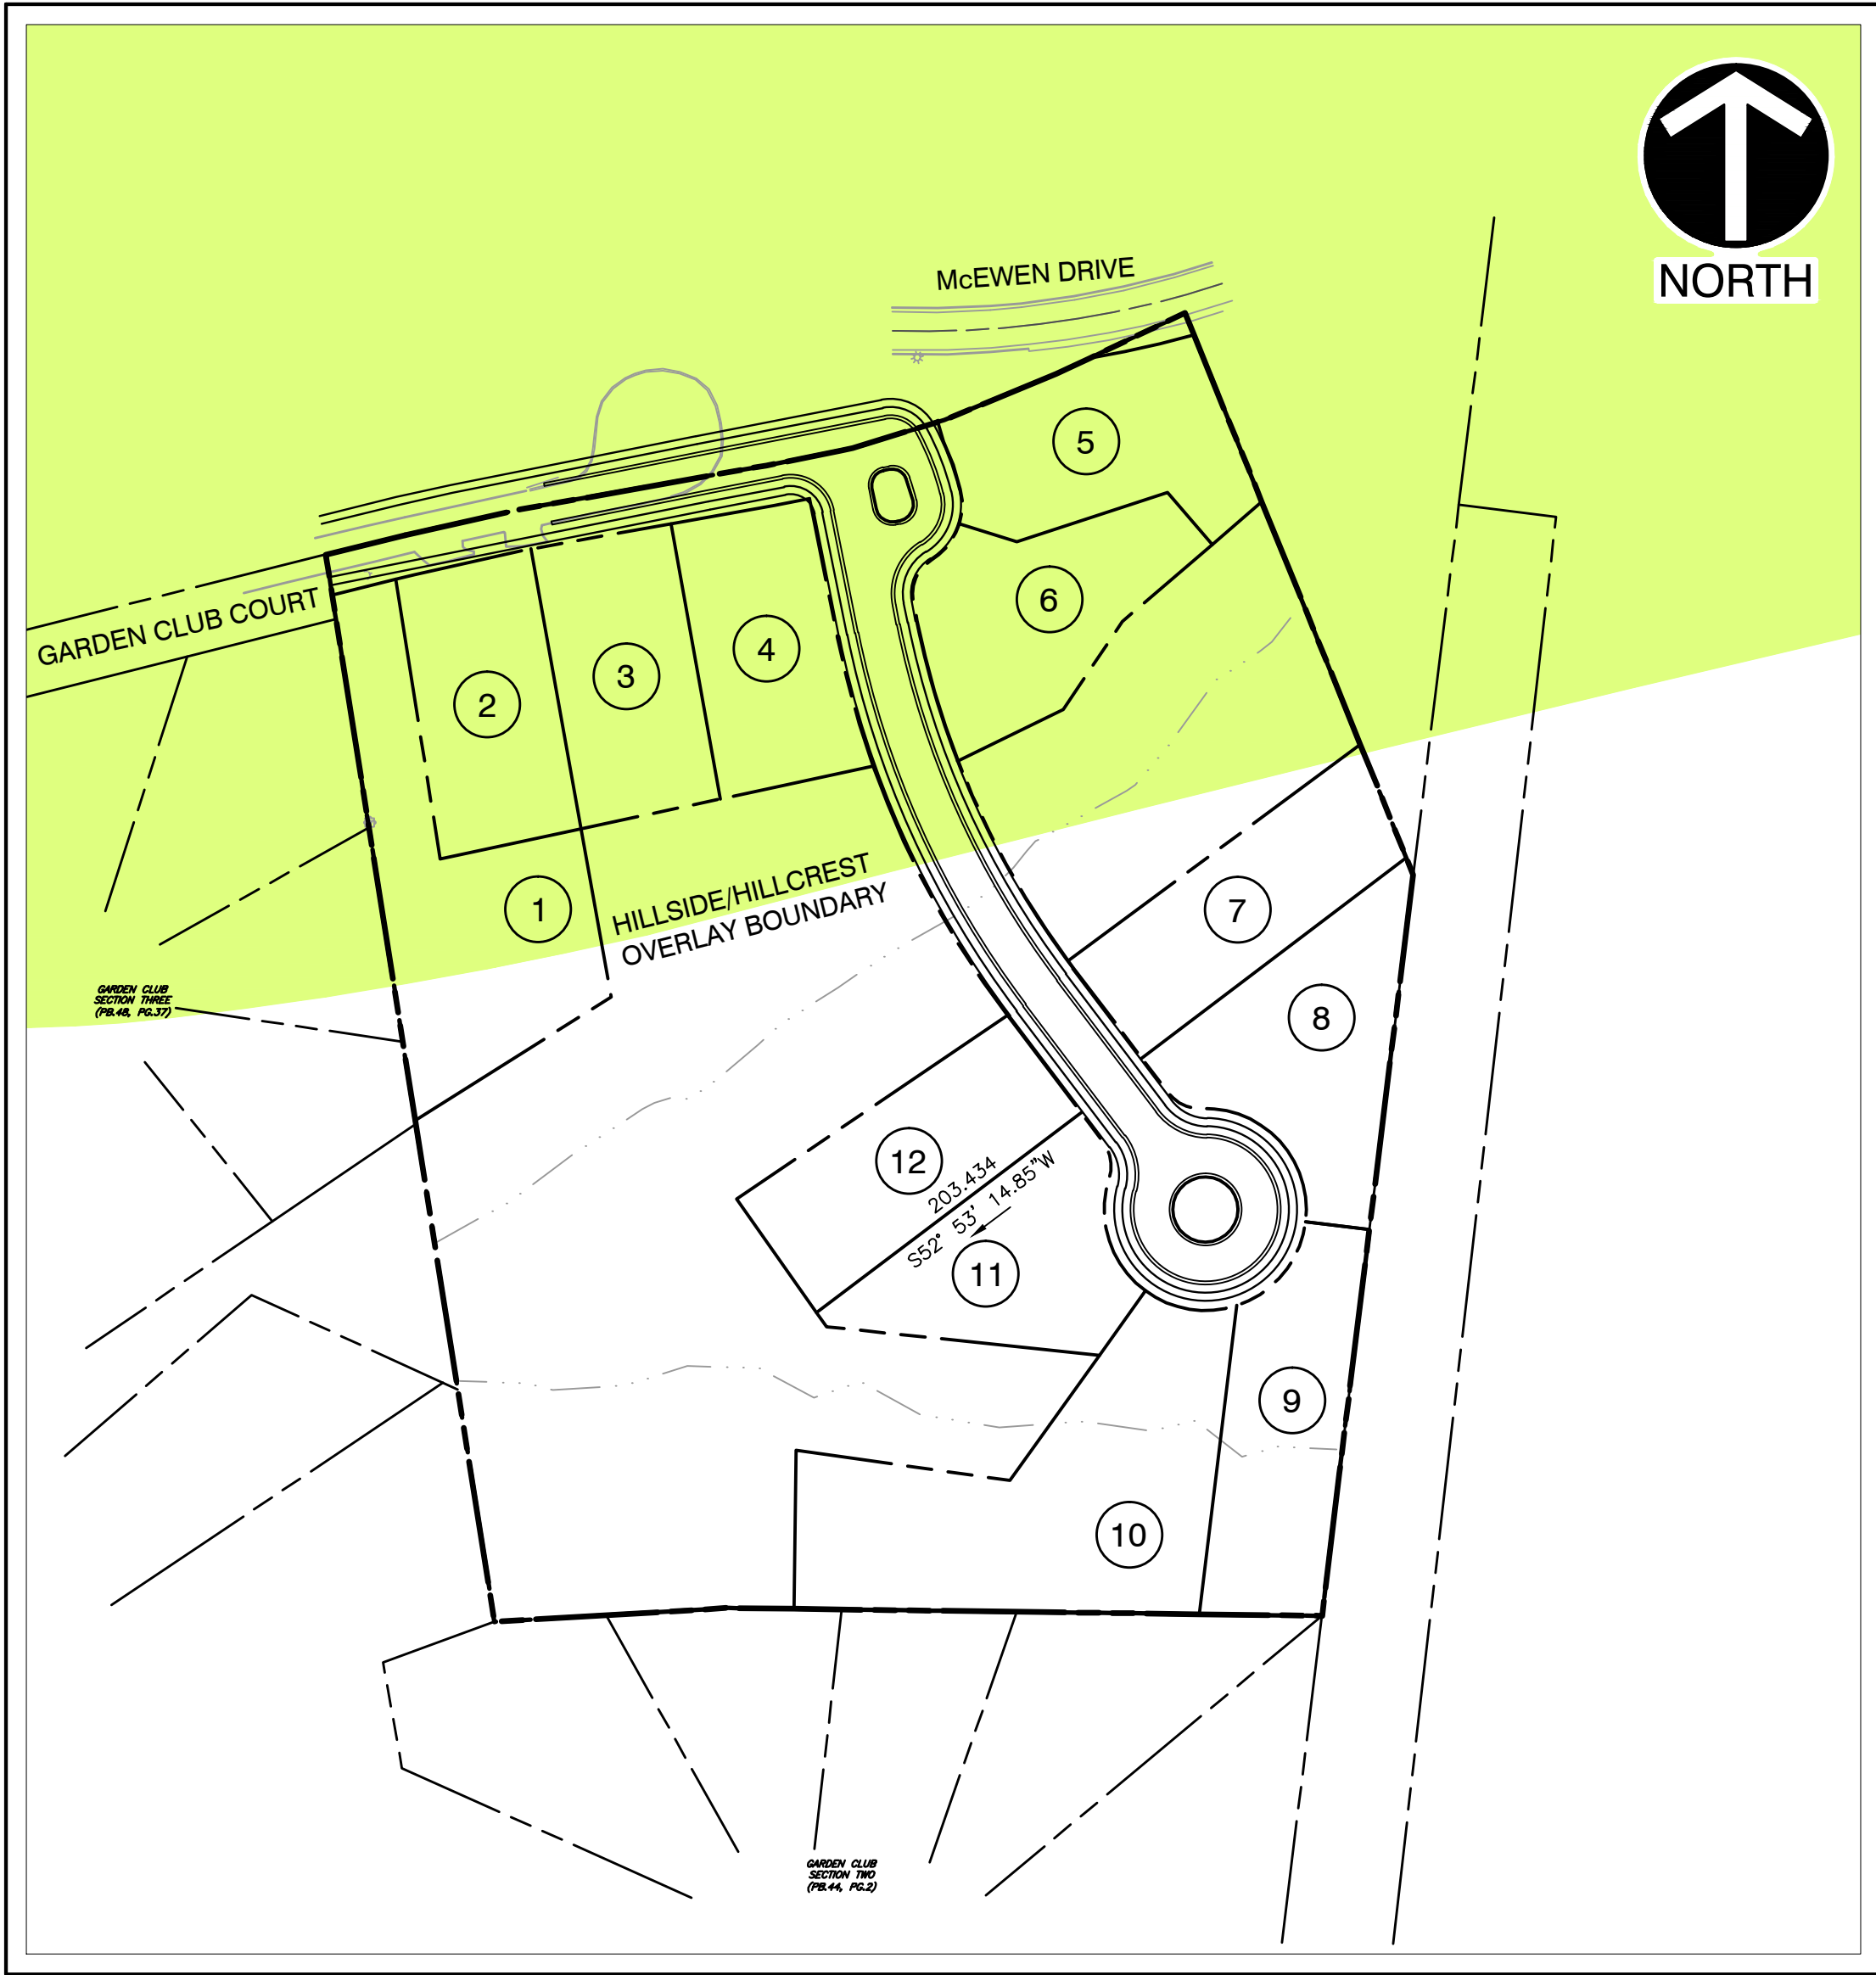 NORTH
McEWEN DRIVE
5
GARDEN CLUB COURT
6
4
3
2
1
HILLSIDE/HILLCREST
OVERLAY BOUNDARY
7
GARDEN CLUB
SECTION THREE
(PB.48, PG.37)
8
12
203.434
S52° 53' 14.85"W
11
9
10
GARDEN CLUB
SECTION TWO
(PB.44, PG.2)